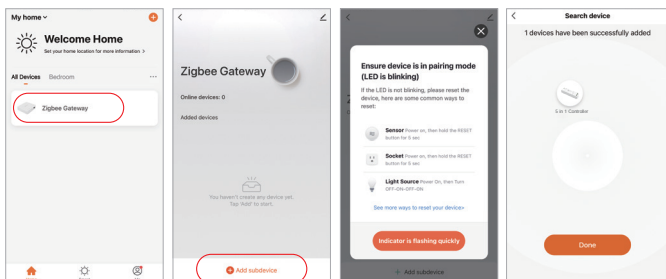 My home
Welcome Home
Set your home location for more information >
All Devices Bedroom ...
Zigbee Gateway
Zigbee Gateway
Online devices: 0
Added devices
You haven't create any device yet.
Tap 'Add' to start.
Add subdevice
Ensure device is in pairing mode
(LED is blinking)
If the LED is not blinking, please reset the
device, here are some common ways to
reset:
Sensor Power on, then hold the RESET
button for 5 sec
Socket Power on, then hold the RESET
button for 5 sec
Light Source Power On, then Turn
OFF-ON-OFF-ON
See more ways to reset your device>
Indicator is flashing quickly
+ Add subdevice
Search device
1 devices have been successfully added
Done